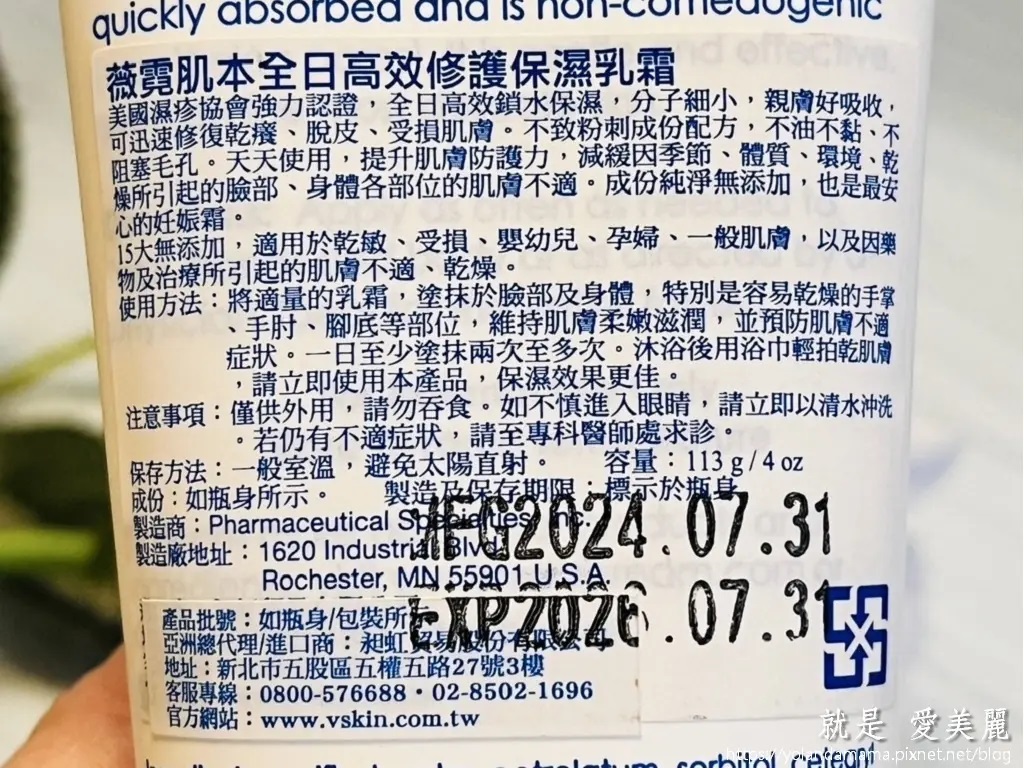 quickly absorbed and is non-comedogenic
薇霓肌本全日高效修護保濕乳霜
美國濕疹協會強力認證，全日高效鎖水保濕，分子細小，親膚好吸收，
可迅速修復乾癢、脫皮、受損肌膚。不致粉刺成份配方，不油不黏、不
阻塞毛孔。天天使用，提升肌膚防護力，減緩因季節、體質、環境、乾
燥所引起的臉部、身體各部位的肌膚不適。成份純淨無添加，也是最安
心的妊娠霜。
15大無添加，適用於乾敏、受損、嬰幼兒、孕婦、一般肌膚，以及因藥
物及治療所引起的肌膚不適、乾燥。
使用方法：將適量的乳霜，塗抹於臉部及身體，特別是容易乾燥的手掌
、手肘、腳底等部位，維持肌膚柔嫩滋潤，並預防肌膚不適
症狀。一日至少塗抹兩次至多次。沐浴後用浴巾輕拍乾肌膚
，請立即使用本產品，保濕效果更佳。
注意事項：僅供外用，請勿吞食。如不慎進入眼睛，請立即以清水沖洗
。若仍有不適症狀，請至專科醫師處求診。
保存方法：一般室溫，避免太陽直射。 容量：113 g / 4 oz
成份：如瓶身所示。 製造及保存期限：標示於瓶身
製造商：Pharmaceutical Specialties, Inc.
MFG2024.07.31
製造廠地址：1620 Industrial Blvd
Rochester, MN 55901 U.S.A.
EXP2026.07.31
產品批號：如瓶身/包裝所
亞洲總代理/進口商：昶虹貿易股份有限公司
地址：新北市五股區五權五路27號3樓
客服專線：0800-576688・02-8502-1696
官方網站：www.vskin.com.tw
就是 愛美麗
https://yolandamama.pixnet.net/blog
petrolatum, sorbitol, cetearyl